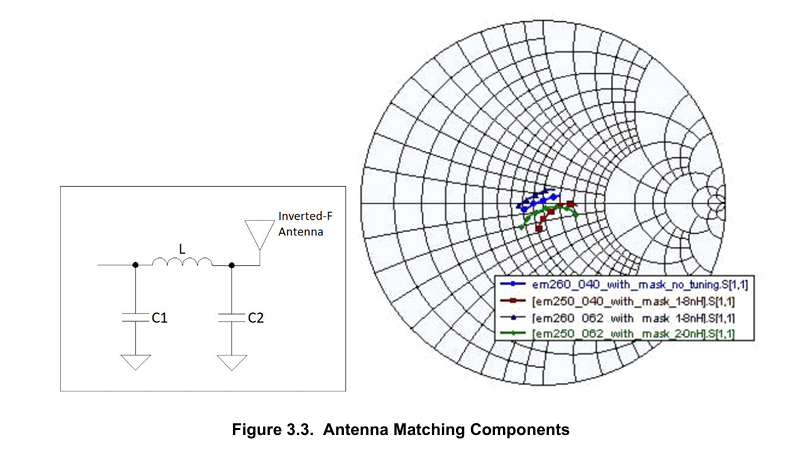 Inverted-F
Antenna
L
C1
C2
em260_040_with_mask_no_tuning.S[1,1]
[em250_040_with_mask_1-8nH].S[1,1]
[em260_062_with_mask_1-8nH].S[1,1]
[em250_062_with_mask_2-0nH].S[1,1]
Figure 3.3. Antenna Matching Components